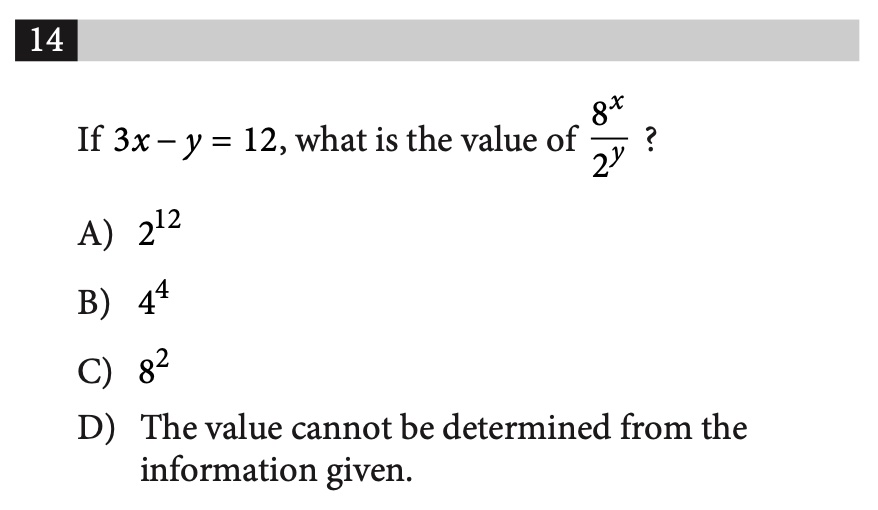 14
If 3x − y = 12, what is the value of 8^x / 2^y ?
A) 2^12
B) 4^4
C) 8^2
D) The value cannot be determined from the
information given.